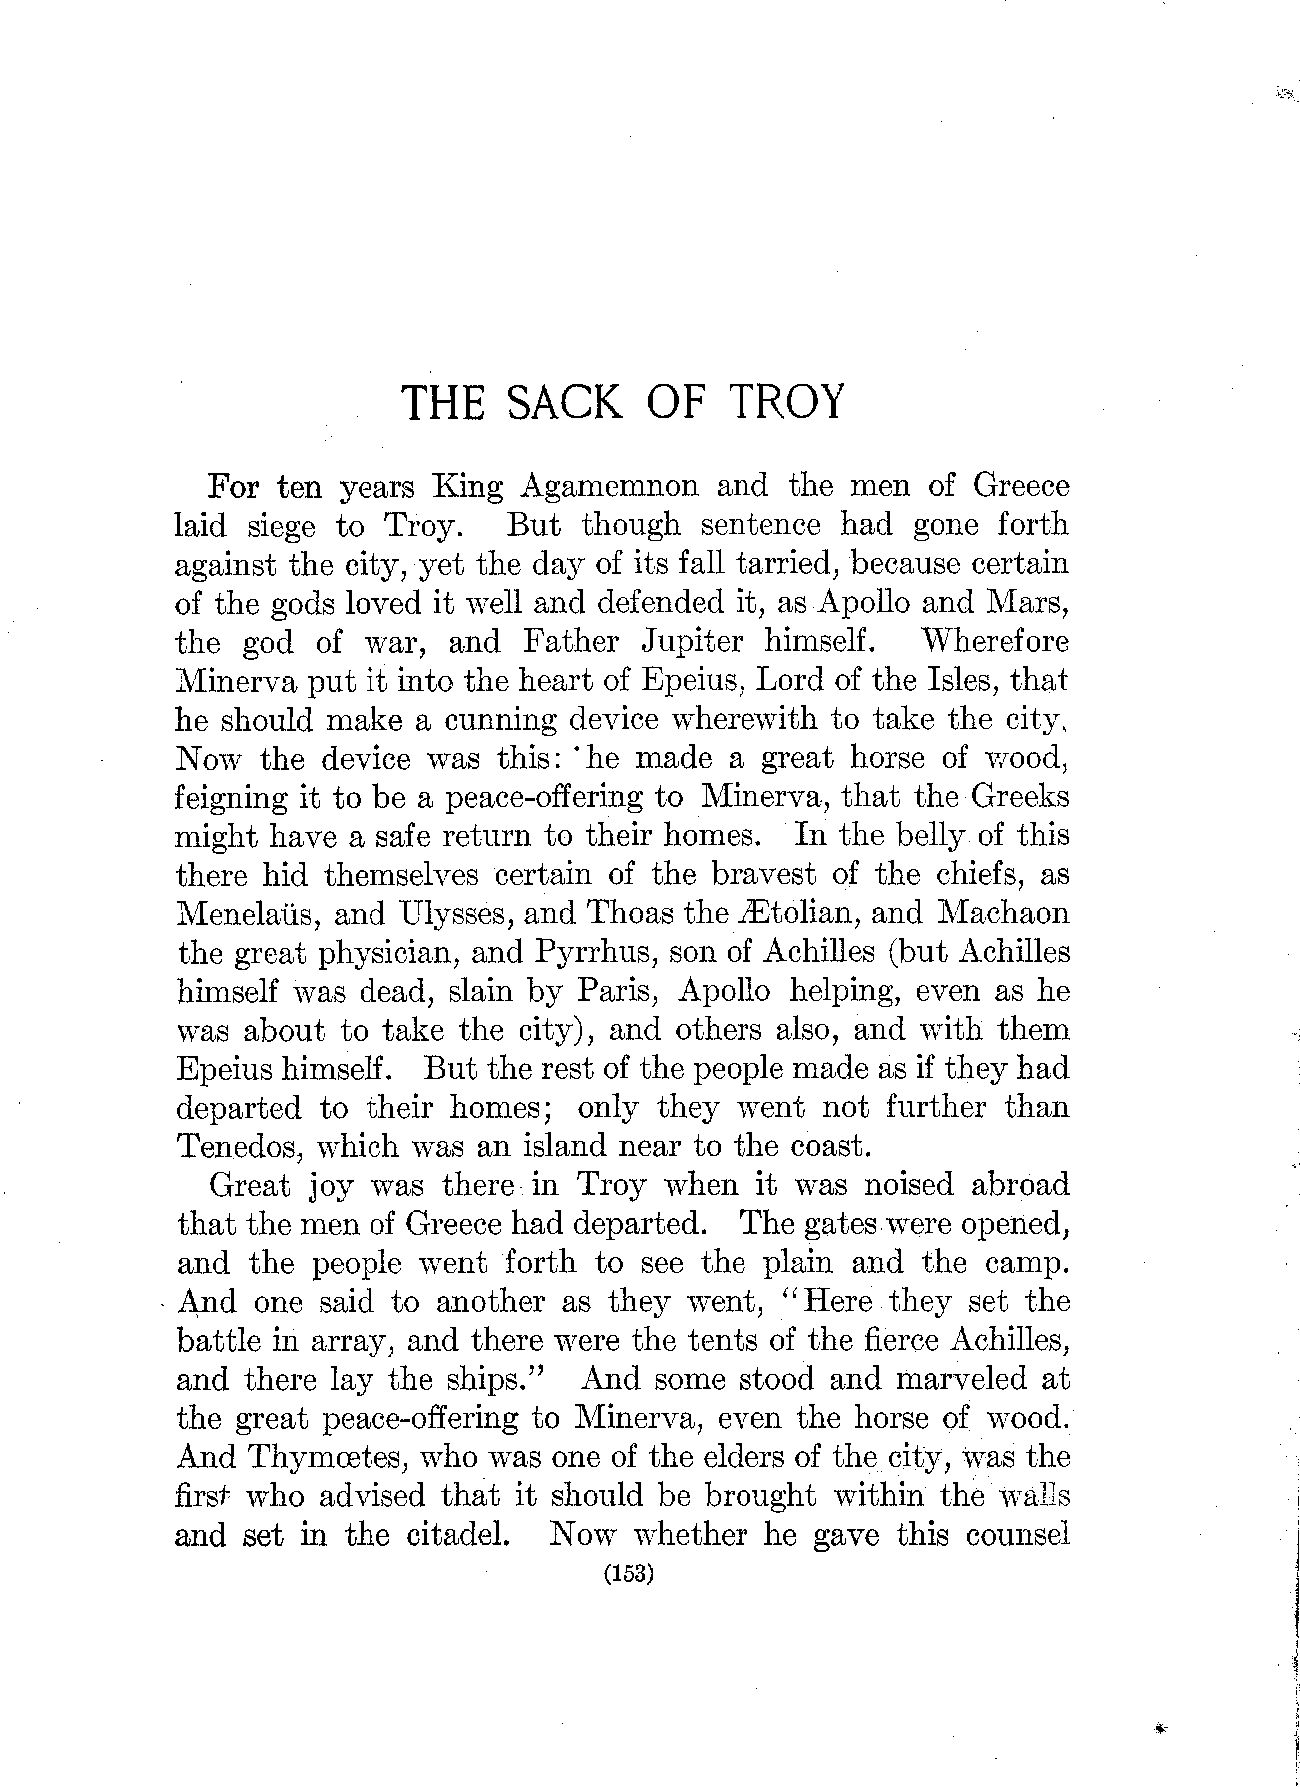 THE SACK OF TROY
For ten years King Agamemnon and the men of Greece
laid siege to Troy. But though sentence had gone forth
against the city, yet the day of its fall tarried, because certain
of the gods loved it well and defended it, as Apollo and Mars,
the god of war, and Father Jupiter himself. Wherefore
Minerva put it into the heart of Epeius, Lord of the Isles, that
he should make a cunning device wherewith to take the city.
Now the device was this: he made a great horse of wood,
feigning it to be a peace-offering to Minerva, that the Greeks
might have a safe return to their homes. In the belly of this
there hid themselves certain of the bravest of the chiefs, as
Menelaüs, and Ulysses, and Thoas the Ætolian, and Machaon
the great physician, and Pyrrhus, son of Achilles (but Achilles
himself was dead, slain by Paris, Apollo helping, even as he
was about to take the city), and others also, and with them
Epeius himself. But the rest of the people made as if they had
departed to their homes; only they went not further than
Tenedos, which was an island near to the coast.
Great joy was there in Troy when it was noised abroad
that the men of Greece had departed. The gates were opened,
and the people went forth to see the plain and the camp.
And one said to another as they went, "Here they set the
battle in array, and there were the tents of the fierce Achilles,
and there lay the ships." And some stood and marveled at
the great peace-offering to Minerva, even the horse of wood.
And Thymœtes, who was one of the elders of the city, was the
first who advised that it should be brought within the walls
and set in the citadel. Now whether he gave this counsel
(153)